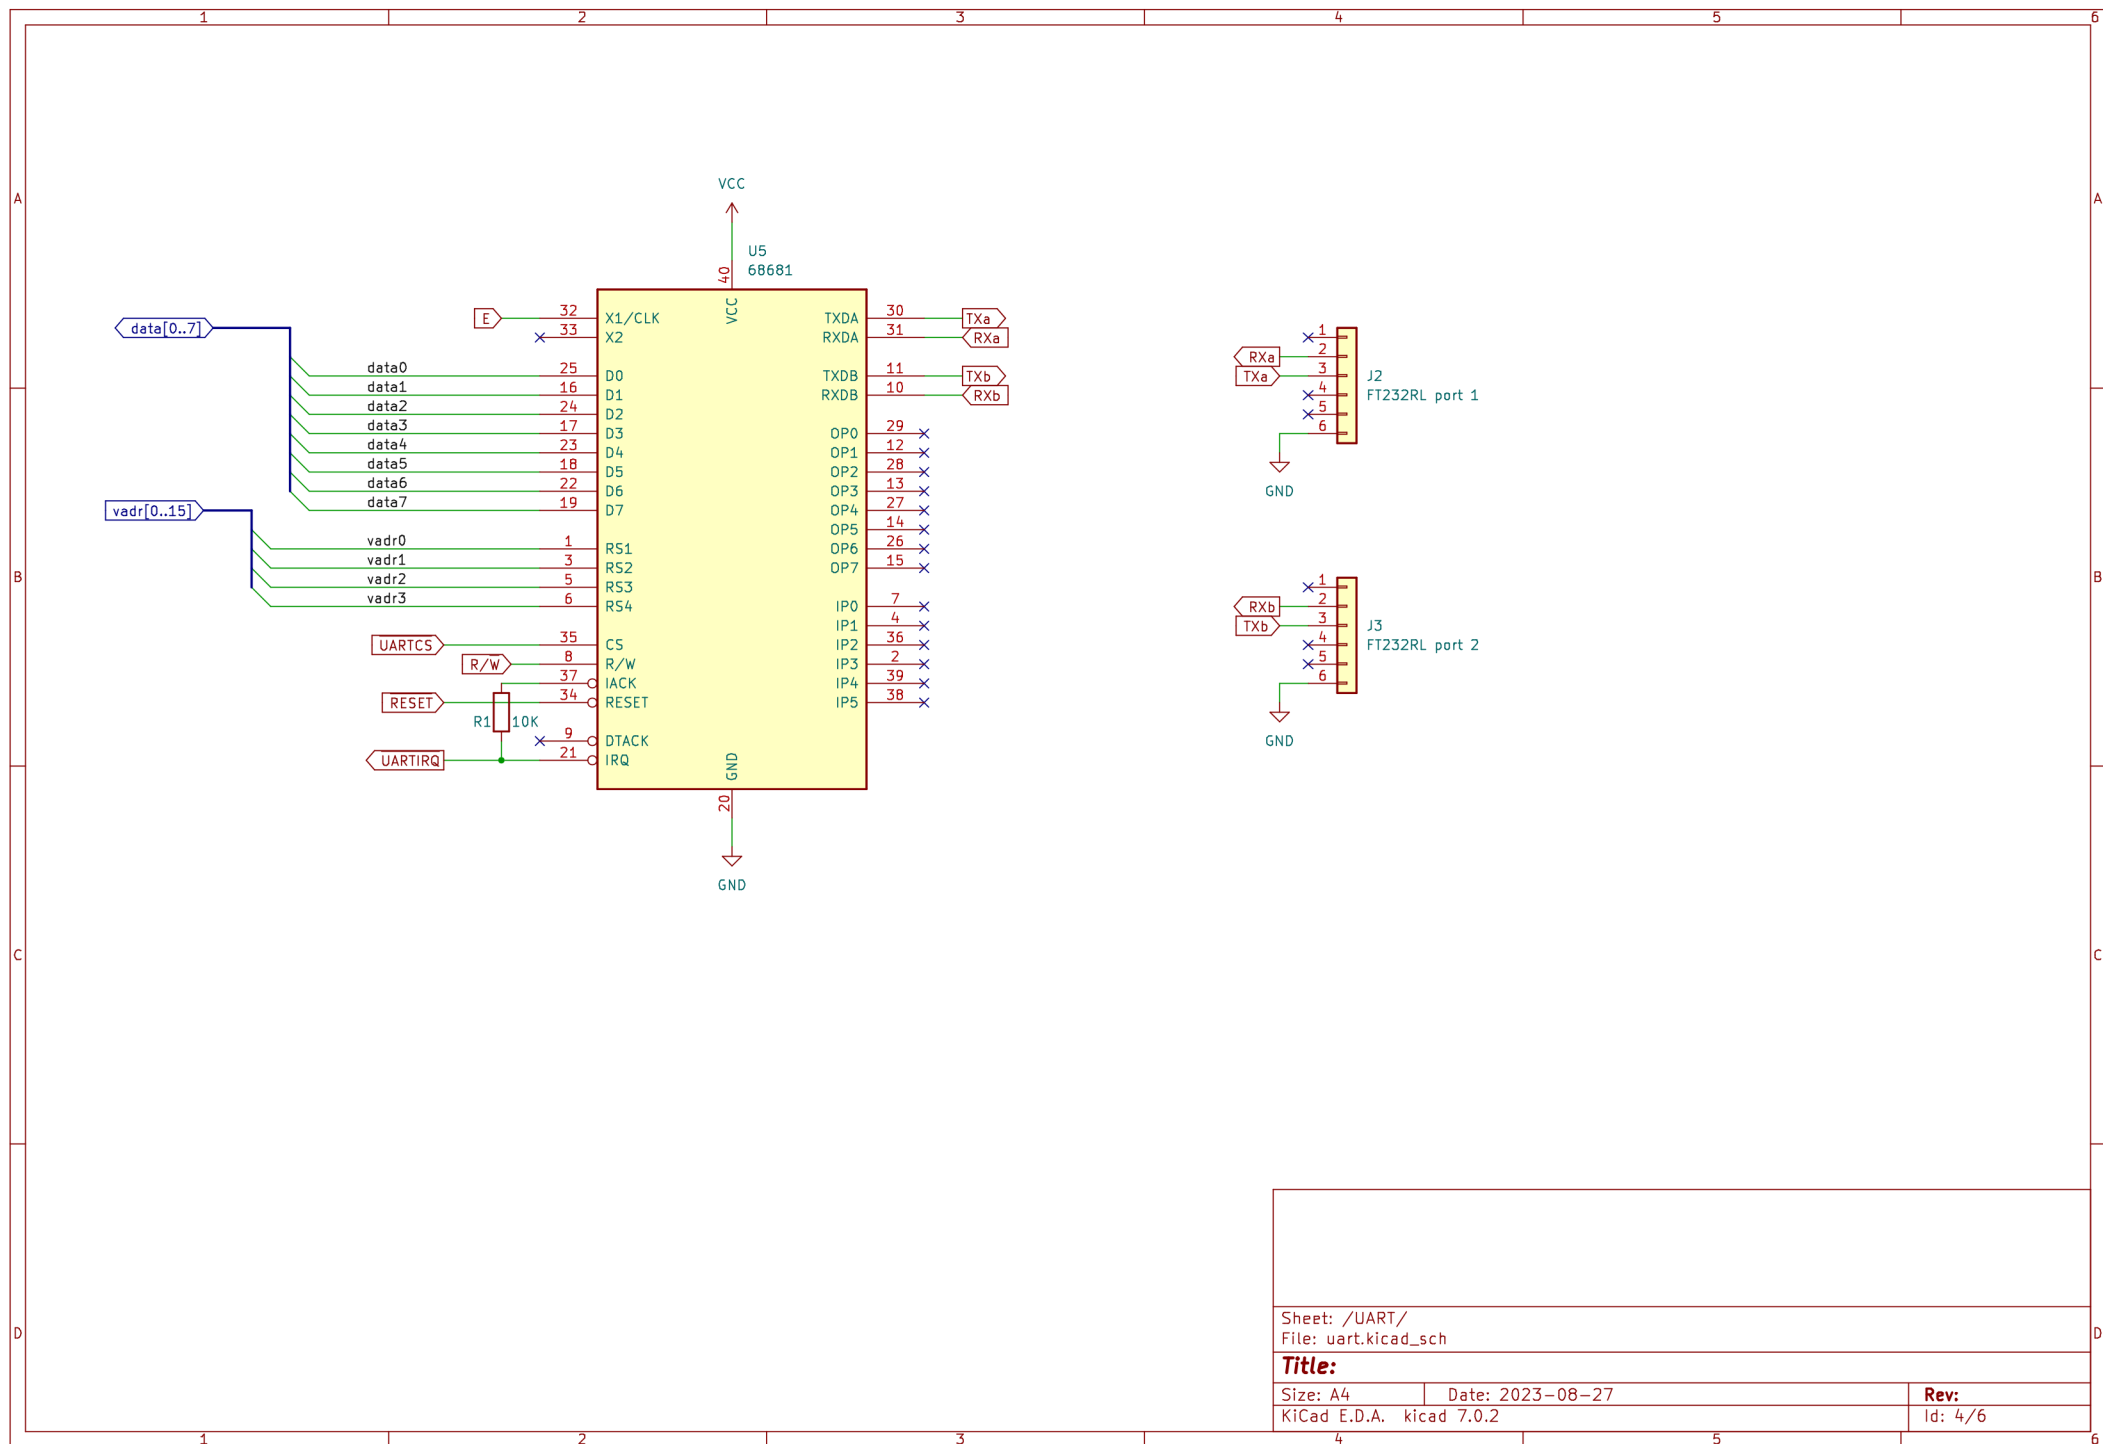 1 2 3 4 5 6
A A
B B
C C
D D
VCC
U5
68681
40
VCC
data[0..7]
data0
data1
data2
data3
data4
data5
data6
data7
vadr[0..15]
vadr0
vadr1
vadr2
vadr3
E
UARTCS
R/W
RESET
R1 10K
UARTIRQ
32 X1/CLK
33 X2
25 D0
16 D1
24 D2
17 D3
23 D4
18 D5
22 D6
19 D7
1 RS1
3 RS2
5 RS3
6 RS4
35 CS
8 R/W
37 IACK
34 RESET
9 DTACK
21 IRQ
TXDA 30 TXa
RXDA 31 RXa
TXDB 11 TXb
RXDB 10 RXb
OP0 29
OP1 12
OP2 28
OP3 13
OP4 27
OP5 14
OP6 26
OP7 15
IP0 7
IP1 4
IP2 36
IP3 2
IP4 39
IP5 38
GND
20
GND
1
RXa 2
TXa 3
4
5
6
J2
FT232RL port 1
GND
1
RXb 2
TXb 3
4
5
6
J3
FT232RL port 2
GND
Sheet: /UART/
File: uart.kicad_sch
Title:
Size: A4 Date: 2023-08-27 Rev:
KiCad E.D.A. kicad 7.0.2 Id: 4/6
1 2 3 4 5 6